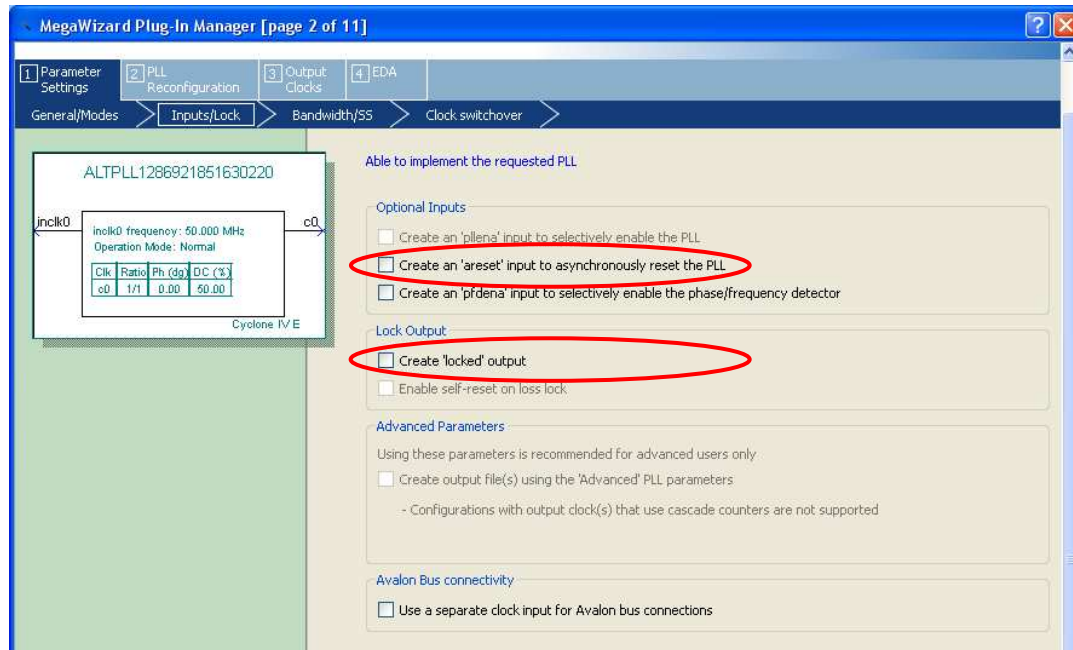 MegaWizard Plug-In Manager [page 2 of 11]
1 Parameter Settings
2 PLL Reconfiguration
3 Output Clocks
4 EDA
General/Modes
Inputs/Lock
Bandwidth/SS
Clock switchover
ALTPLL1286921851630220
inclk0
c0
inclk0 frequency: 50.000 MHz
Operation Mode: Normal
Clk Ratio Ph (dg) DC (%)
c0 1/1 0.00 50.00
Cyclone IV E
Able to implement the requested PLL
Optional Inputs
Create an 'pllena' input to selectively enable the PLL
Create an 'areset' input to asynchronously reset the PLL
Create an 'pfdena' input to selectively enable the phase/frequency detector
Lock Output
Create 'locked' output
Enable self-reset on loss lock
Advanced Parameters
Using these parameters is recommended for advanced users only
Create output file(s) using the 'Advanced' PLL parameters
- Configurations with output clock(s) that use cascade counters are not supported
Avalon Bus connectivity
Use a separate clock input for Avalon bus connections